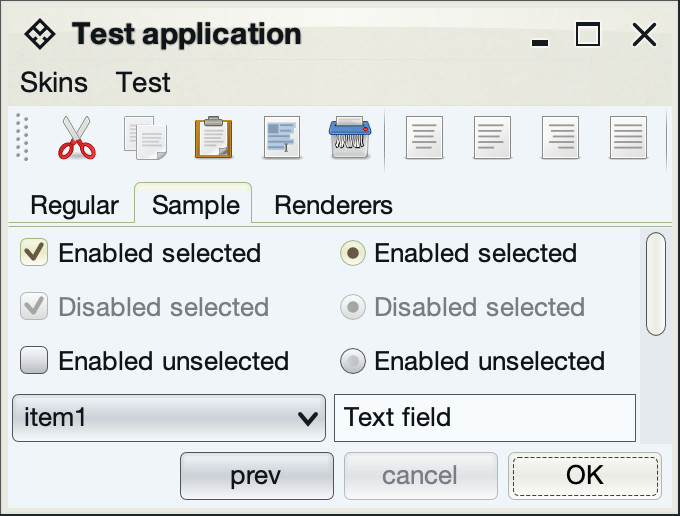 Test application
Skins Test
Regular Sample Renderers
Enabled selected Enabled selected
Disabled selected Disabled selected
Enabled unselected Enabled unselected
item1 Text field
prev cancel OK